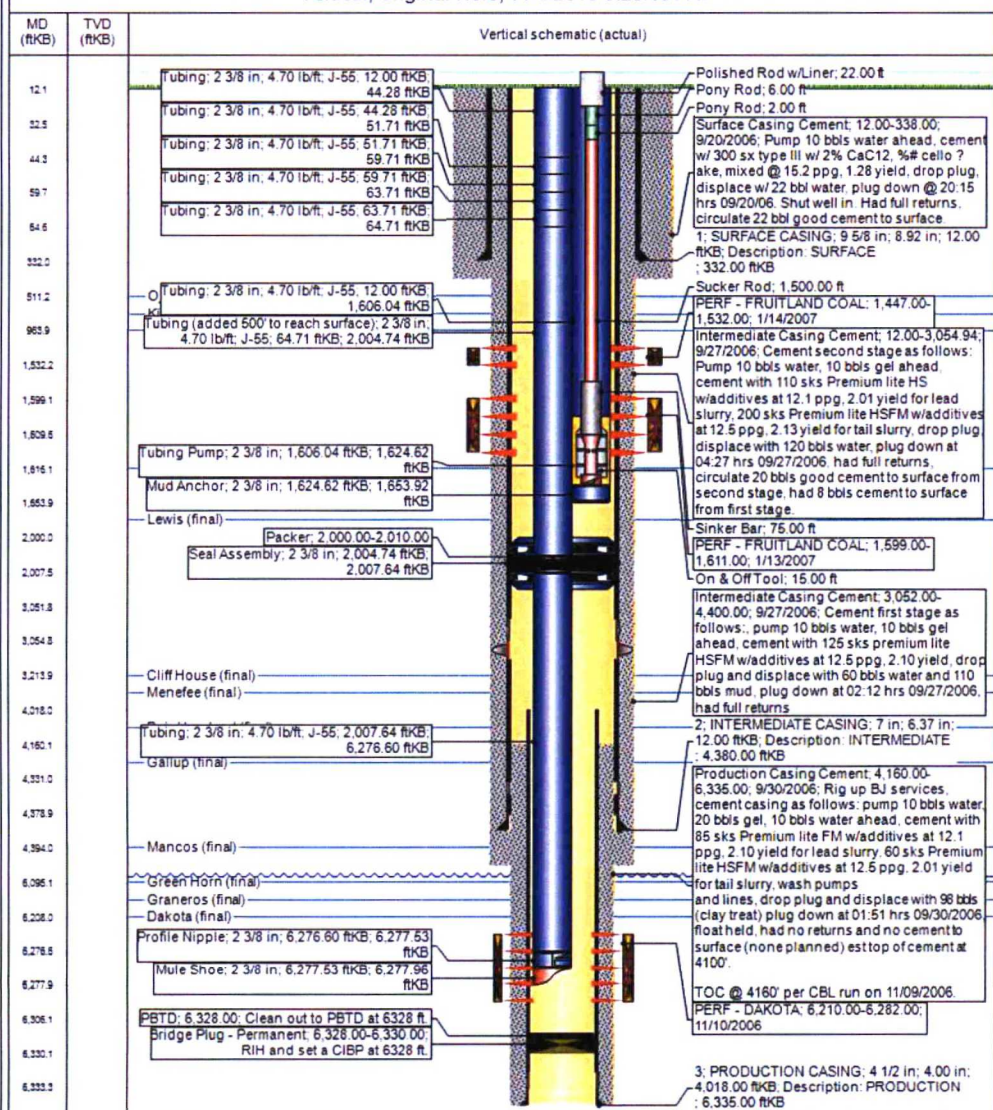 MD
(ftKB)
TVD
(ftKB)
Vertical schematic (actual)
12.1
32.5
44.3
59.7
64.6
332.0
511.2
963.9
1,532.2
1,599.1
1,609.6
1,616.1
1,653.9
2,000.0
2,007.5
3,051.8
3,054.8
3,213.9
4,018.0
4,160.1
4,331.0
4,378.9
4,394.0
6,095.1
6,208.0
6,276.6
6,277.9
6,306.1
6,330.1
6,333.3
Tubing; 2 3/8 in; 4.70 lb/ft; J-55; 12.00 ftKB;
44.28 ftKB
Tubing; 2 3/8 in; 4.70 lb/ft; J-55; 44.28 ftKB;
51.71 ftKB
Tubing; 2 3/8 in; 4.70 lb/ft; J-55; 51.71 ftKB;
59.71 ftKB
Tubing; 2 3/8 in; 4.70 lb/ft; J-55; 59.71 ftKB;
63.71 ftKB
Tubing; 2 3/8 in; 4.70 lb/ft; J-55; 63.71 ftKB;
64.71 ftKB
Tubing; 2 3/8 in; 4.70 lb/ft; J-55; 12.00 ftKB;
1,606.04 ftKB
Tubing (added 500' to reach surface); 2 3/8 in;
4.70 lb/ft; J-55; 64.71 ftKB; 2,004.74 ftKB
Tubing Pump; 2 3/8 in; 1,606.04 ftKB; 1,624.62
ftKB
Mud Anchor; 2 3/8 in; 1,624.62 ftKB; 1,653.92
ftKB
Lewis (final)
Packer; 2,000.00-2,010.00
Seal Assembly; 2 3/8 in; 2,004.74 ftKB;
2,007.64 ftKB
Cliff House (final)
Menefee (final)
Tubing; 2 3/8 in; 4.70 lb/ft; J-55; 2,007.64 ftKB;
6,276.60 ftKB
Gallup (final)
Mancos (final)
Green Horn (final)
Graneros (final)
Dakota (final)
Profile Nipple; 2 3/8 in; 6,276.60 ftKB; 6,277.53
ftKB
Mule Shoe; 2 3/8 in; 6,277.53 ftKB; 6,277.96
ftKB
PBTD; 6,328.00; Clean out to PBTD at 6328 ft.
Bridge Plug - Permanent; 6,328.00-6,330.00;
RIH and set a CIBP at 6328 ft.
Polished Rod w/Liner; 22.00 ft
Pony Rod; 6.00 ft
Pony Rod; 2.00 ft
Surface Casing Cement; 12.00-338.00;
9/20/2006; Pump 10 bbls water ahead, cement
w/ 300 sx type III w/ 2% CaC12, %# cello ?
ake, mixed @ 15.2 ppg, 1.28 yield, drop plug,
displace w/ 22 bbl water, plug down @ 20:15
hrs 09/20/06. Shut well in. Had full returns,
circulate 22 bbl good cement to surface.
1; SURFACE CASING; 9 5/8 in; 8.92 in; 12.00
ftKB; Description: SURFACE
; 332.00 ftKB
Sucker Rod; 1,500.00 ft
PERF - FRUITLAND COAL; 1,447.00-
1,532.00; 1/14/2007
Intermediate Casing Cement; 12.00-3,054.94;
9/27/2006; Cement second stage as follows:
Pump 10 bbls water, 10 bbls gel ahead,
cement with 110 sks Premium lite HS
w/additives at 12.1 ppg, 2.01 yield for lead
slurry, 200 sks Premium lite HSFM w/additives
at 12.5 ppg, 2.13 yield for tail slurry, drop plug,
displace with 120 bbls water, plug down at
04:27 hrs 09/27/2006, had full returns,
circulate 20 bbls good cement to surface from
second stage, had 8 bbls cement to surface
from first stage.
Sinker Bar; 75.00 ft
PERF - FRUITLAND COAL; 1,599.00-
1,611.00; 1/13/2007
On & Off Tool; 15.00 ft
Intermediate Casing Cement; 3,052.00-
4,400.00; 9/27/2006; Cement first stage as
follows:, pump 10 bbls water, 10 bbls gel
ahead, cement with 125 sks premium lite
HSFM w/additives at 12.5 ppg, 2.10 yield, drop
plug and displace with 60 bbls water and 110
bbls mud, plug down at 02:12 hrs 09/27/2006,
had full returns
2; INTERMEDIATE CASING; 7 in; 6.37 in;
12.00 ftKB; Description: INTERMEDIATE
; 4,380.00 ftKB
Production Casing Cement; 4,160.00-
6,335.00; 9/30/2006; Rig up BJ services,
cement casing as follows: pump 10 bbls water,
20 bbls gel, 10 bbls water ahead, cement with
85 sks Premium lite FM w/additives at 12.1
ppg, 2.10 yield for lead slurry. 60 sks Premium
lite HSFM w/additives at 12.5 ppg. 2.01 yield
for tail slurry, wash pumps
and lines, drop plug and displace with 98 bbls
(clay treat) plug down at 01:51 hrs 09/30/2006,
float held, had no returns and no cement to
surface (none planned) est top of cement at
4100'.
TOC @ 4160' per CBL run on 11/09/2006.
PERF - DAKOTA; 6,210.00-6,282.00;
11/10/2006
3; PRODUCTION CASING; 4 1/2 in; 4.00 in;
4,018.00 ftKB; Description: PRODUCTION
; 6,335.00 ftKB